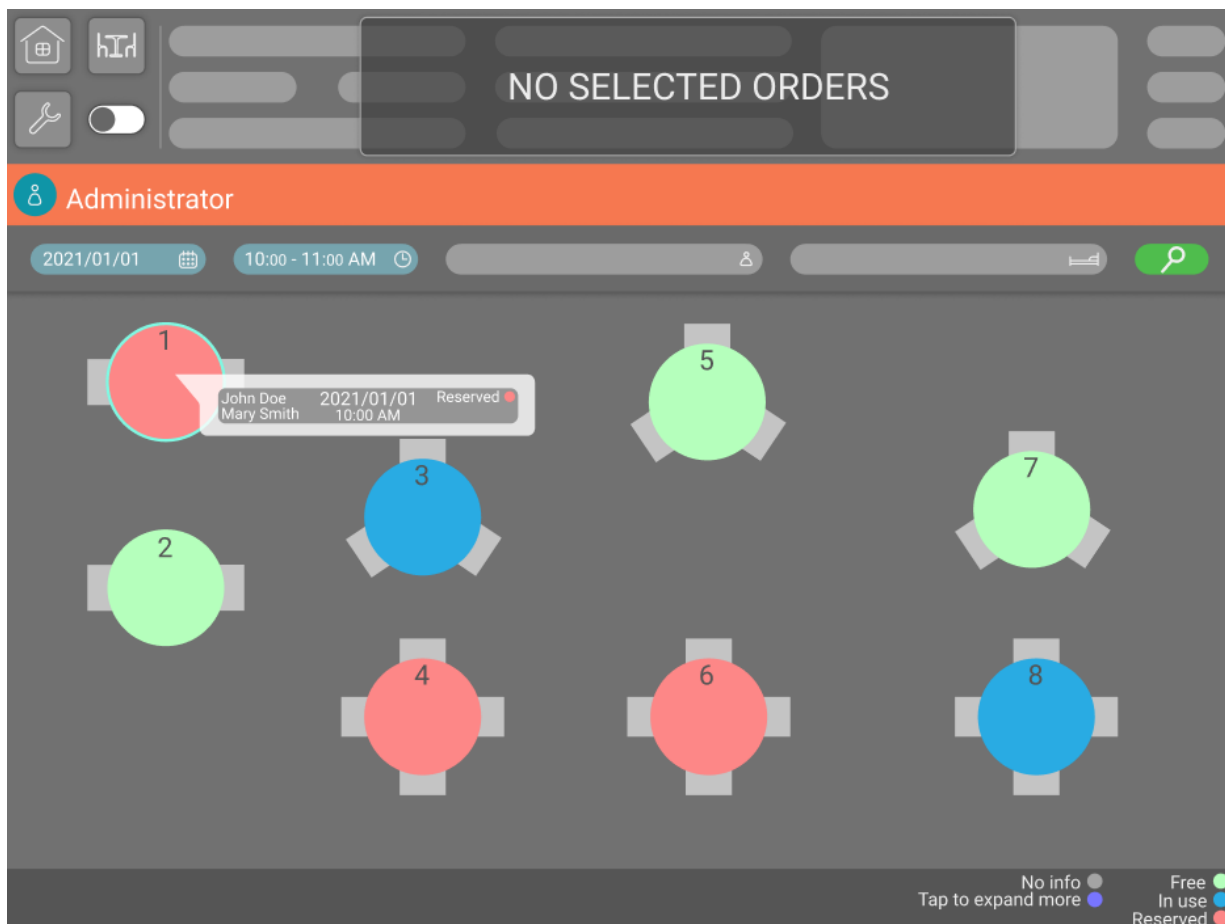 NO SELECTED ORDERS
Administrator
2021/01/01
10:00 - 11:00 AM
1
John Doe 2021/01/01 Reserved
Mary Smith 10:00 AM
5
3
7
2
4
6
8
No info Free
Tap to expand more In use
Reserved